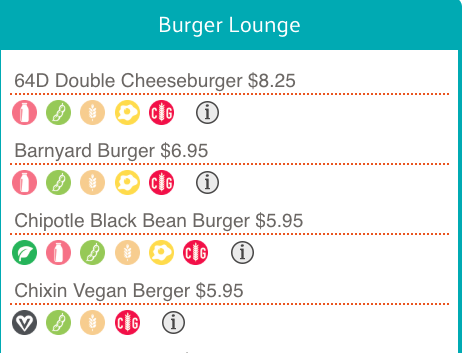 Burger Lounge
64D Double Cheeseburger $8.25
CG i
Barnyard Burger $6.95
CG i
Chipotle Black Bean Burger $5.95
CG i
Chixin Vegan Berger $5.95
V CG i